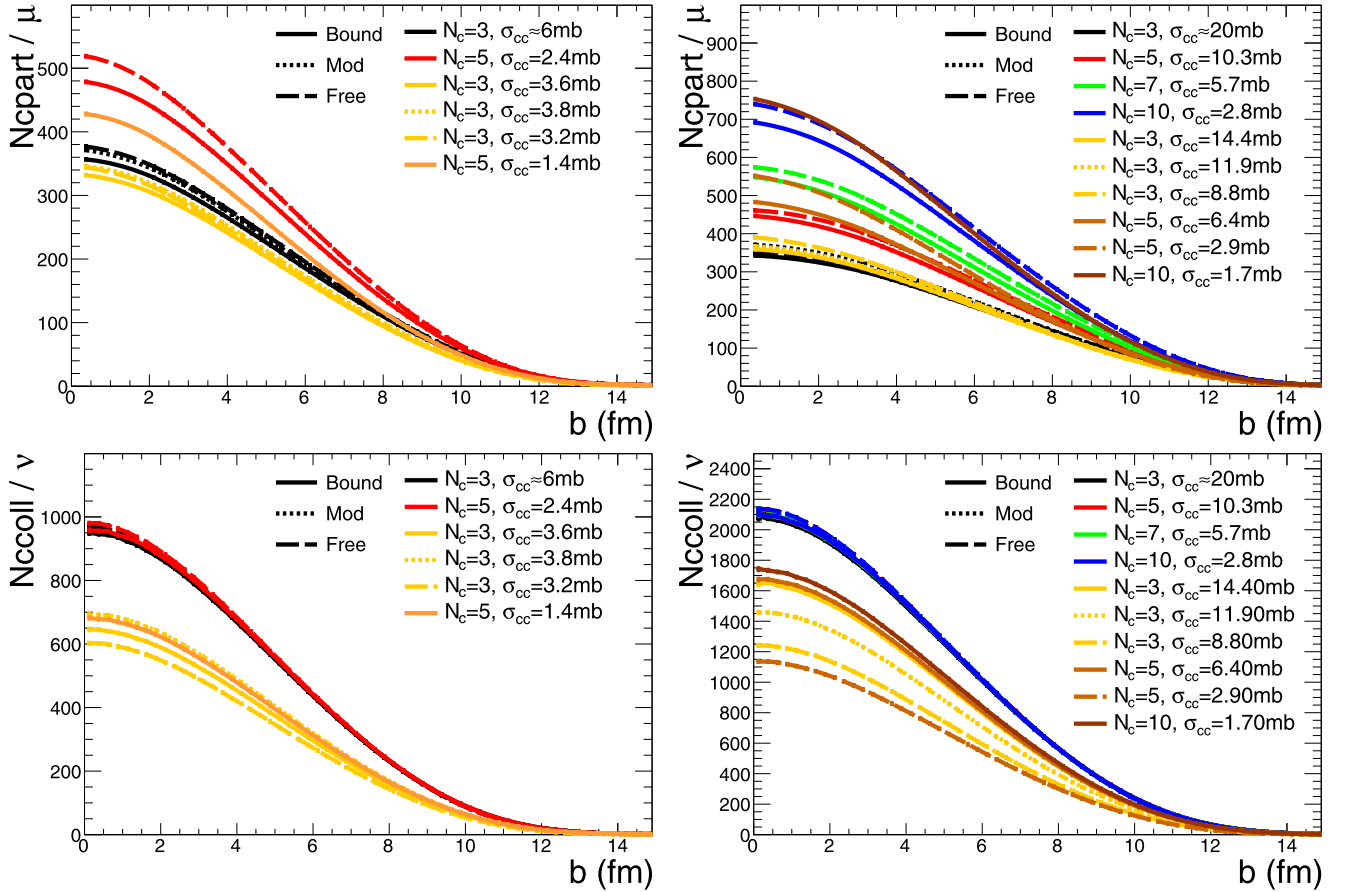 Ncpart / μ
Bound
Mod
Free
N_c=3, σ_cc≈6mb
N_c=5, σ_cc=2.4mb
N_c=3, σ_cc=3.6mb
N_c=3, σ_cc=3.8mb
N_c=3, σ_cc=3.2mb
N_c=5, σ_cc=1.4mb
500
400
300
200
100
0
0 2 4 6 8 10 12 14
b (fm)
Ncpart / μ
Bound
Mod
Free
N_c=3, σ_cc≈20mb
N_c=5, σ_cc=10.3mb
N_c=7, σ_cc=5.7mb
N_c=10, σ_cc=2.8mb
N_c=3, σ_cc=14.4mb
N_c=3, σ_cc=11.9mb
N_c=3, σ_cc=8.8mb
N_c=5, σ_cc=6.4mb
N_c=5, σ_cc=2.9mb
N_c=10, σ_cc=1.7mb
900
800
700
600
500
400
300
200
100
0
0 2 4 6 8 10 12 14
b (fm)
Nccoll / ν
Bound
Mod
Free
N_c=3, σ_cc≈6mb
N_c=5, σ_cc=2.4mb
N_c=3, σ_cc=3.6mb
N_c=3, σ_cc=3.8mb
N_c=3, σ_cc=3.2mb
N_c=5, σ_cc=1.4mb
1000
800
600
400
200
0
0 2 4 6 8 10 12 14
b (fm)
Nccoll / ν
Bound
Mod
Free
N_c=3, σ_cc≈20mb
N_c=5, σ_cc=10.3mb
N_c=7, σ_cc=5.7mb
N_c=10, σ_cc=2.8mb
N_c=3, σ_cc=14.40mb
N_c=3, σ_cc=11.90mb
N_c=3, σ_cc=8.80mb
N_c=5, σ_cc=6.40mb
N_c=5, σ_cc=2.90mb
N_c=10, σ_cc=1.70mb
2400
2200
2000
1800
1600
1400
1200
1000
800
600
400
200
0
0 2 4 6 8 10 12 14
b (fm)